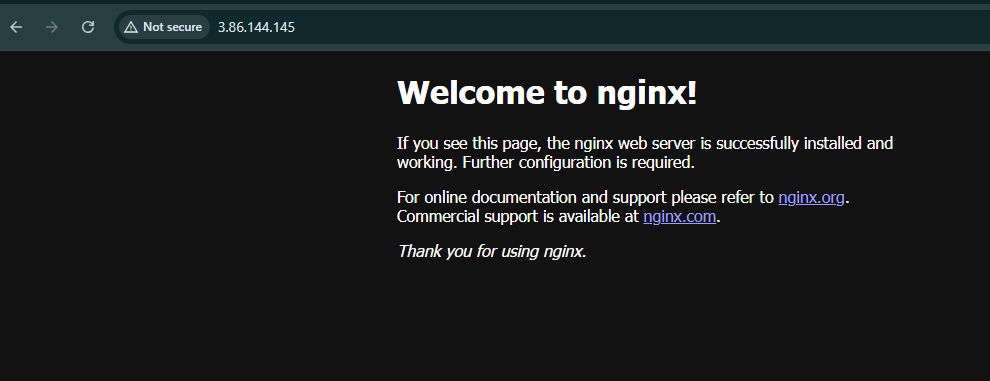 Not secure
3.86.144.145
Welcome to nginx!
If you see this page, the nginx web server is successfully installed and
working. Further configuration is required.
For online documentation and support please refer to nginx.org.
Commercial support is available at nginx.com.
Thank you for using nginx.